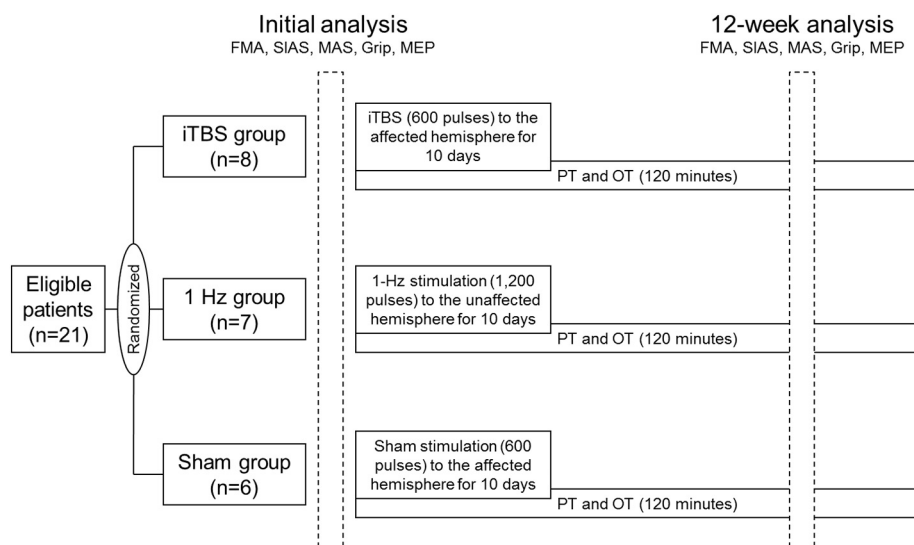 Initial analysis
FMA, SIAS, MAS, Grip, MEP
12-week analysis
FMA, SIAS, MAS, Grip, MEP
Eligible
patients
(n=21)
Randomized
iTBS group
(n=8)
iTBS (600 pulses) to the
affected hemisphere for
10 days
PT and OT (120 minutes)
1 Hz group
(n=7)
1-Hz stimulation (1,200
pulses) to the unaffected
hemisphere for 10 days
PT and OT (120 minutes)
Sham group
(n=6)
Sham stimulation (600
pulses) to the affected
hemisphere for 10 days
PT and OT (120 minutes)